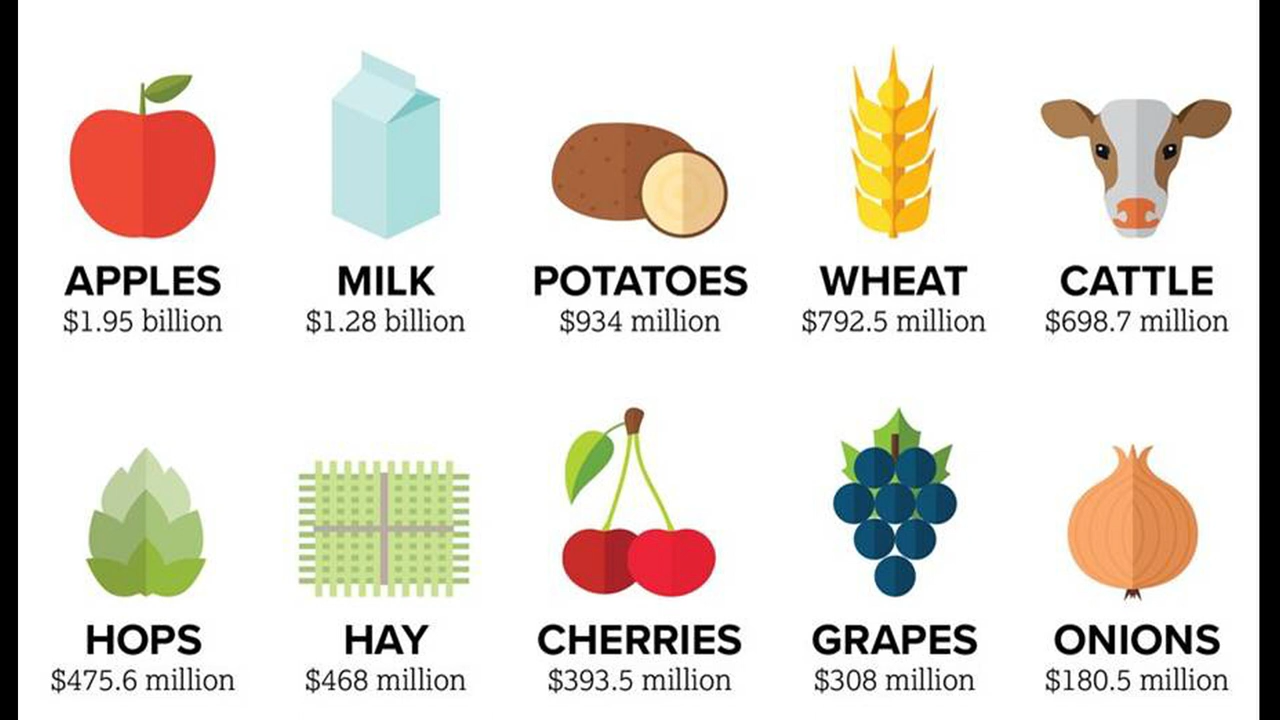 APPLES
$1.95 billion
MILK
$1.28 billion
POTATOES
$934 million
WHEAT
$792.5 million
CATTLE
$698.7 million
HOPS
$475.6 million
HAY
$468 million
CHERRIES
$393.5 million
GRAPES
$308 million
ONIONS
$180.5 million